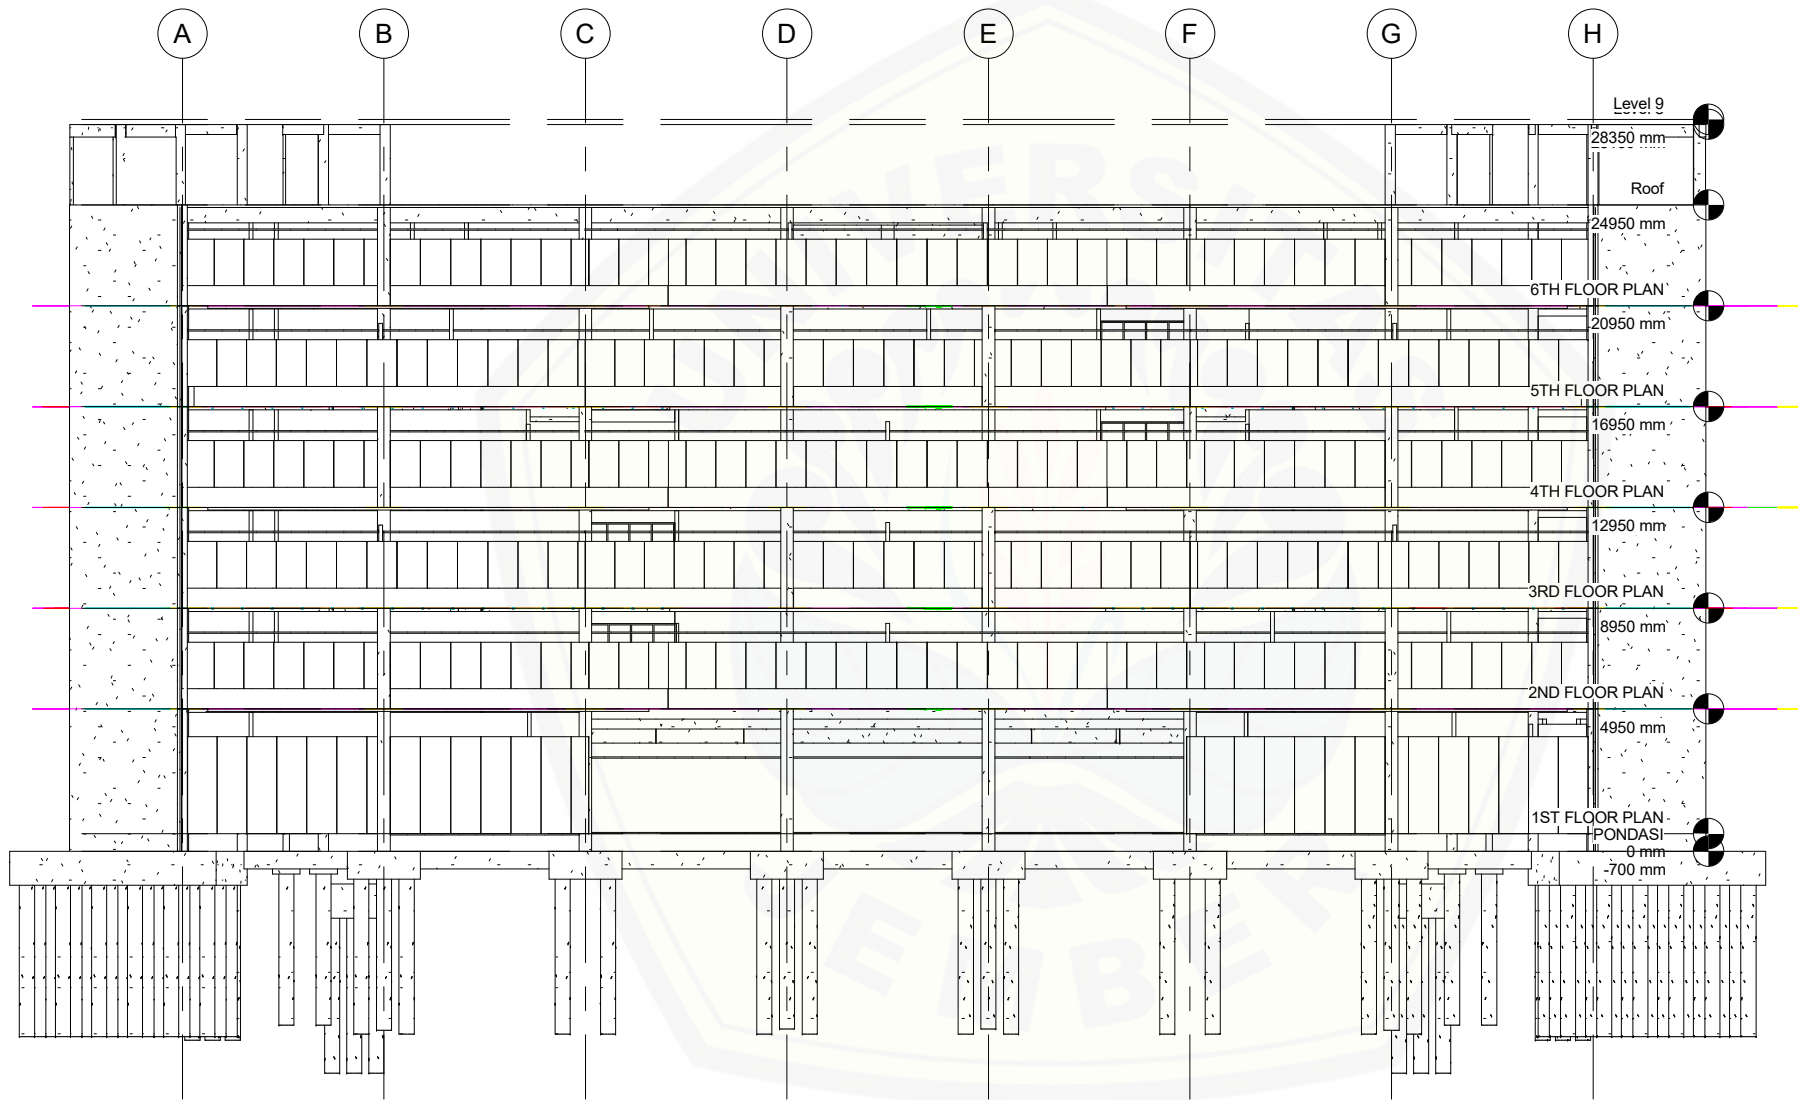 A B C D E F G H
Level 9
28350 mm
Roof
24950 mm
6TH FLOOR PLAN
20950 mm
5TH FLOOR PLAN
16950 mm
4TH FLOOR PLAN
12950 mm
3RD FLOOR PLAN
8950 mm
2ND FLOOR PLAN
4950 mm
1ST FLOOR PLAN
PONDASI
0 mm
-700 mm
UNIVERSITAS
JEMBER